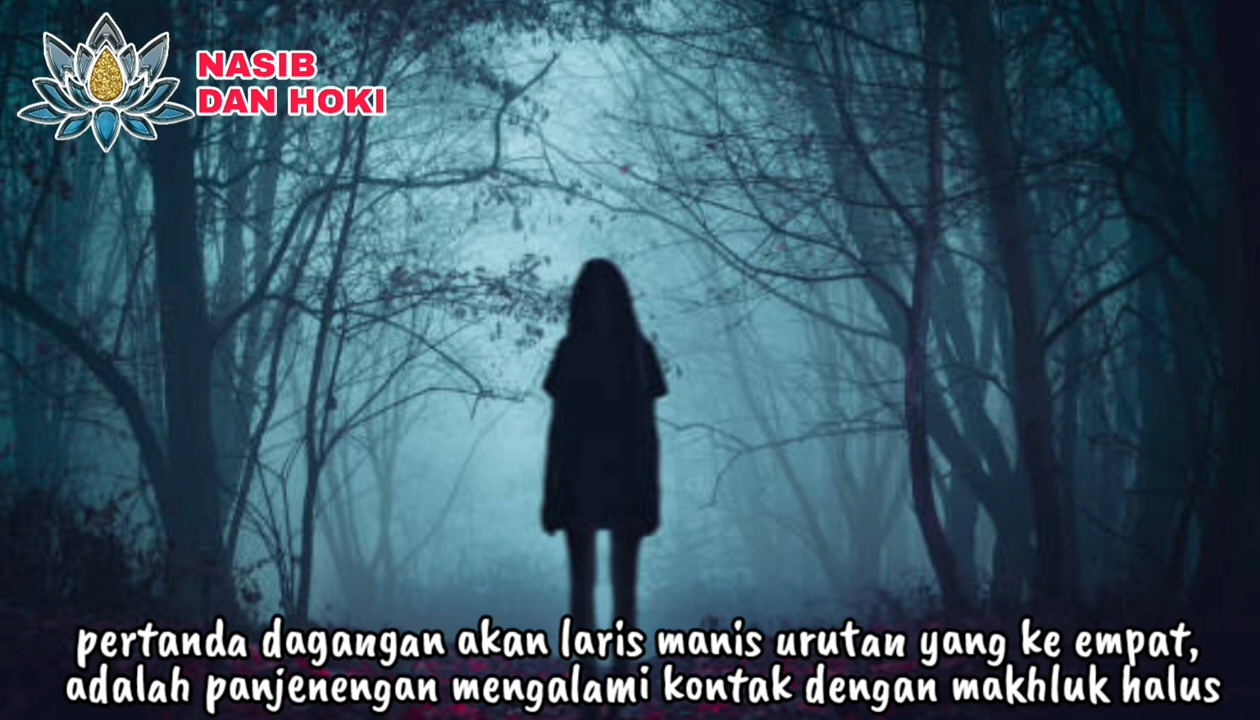 NASIB
DAN HOKI
pertanda dagangan akan laris manis urutan yang ke empat,
adalah panjenengan mengalami kontak dengan makhluk halus